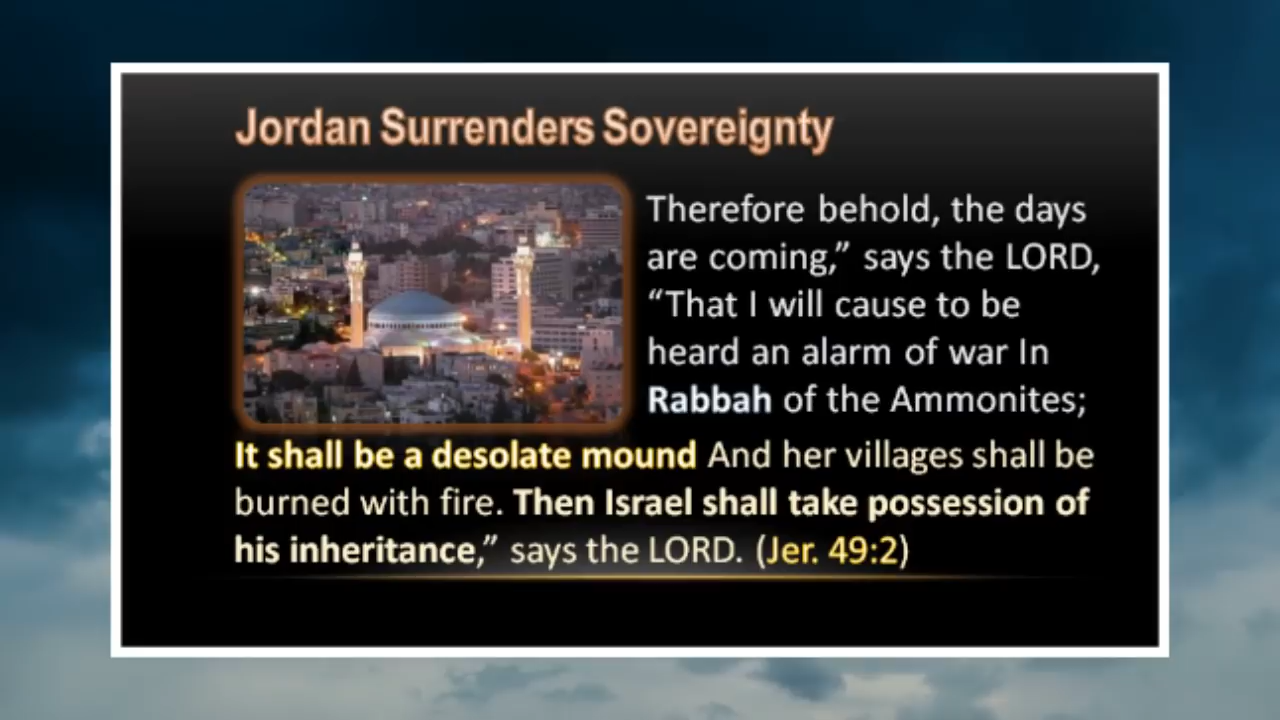 Jordan Surrenders Sovereignty
Therefore behold, the days
are coming,” says the LORD,
“That I will cause to be
heard an alarm of war In
Rabbah of the Ammonites;
It shall be a desolate mound And her villages shall be
burned with fire. Then Israel shall take possession of
his inheritance,” says the LORD. (Jer. 49:2)